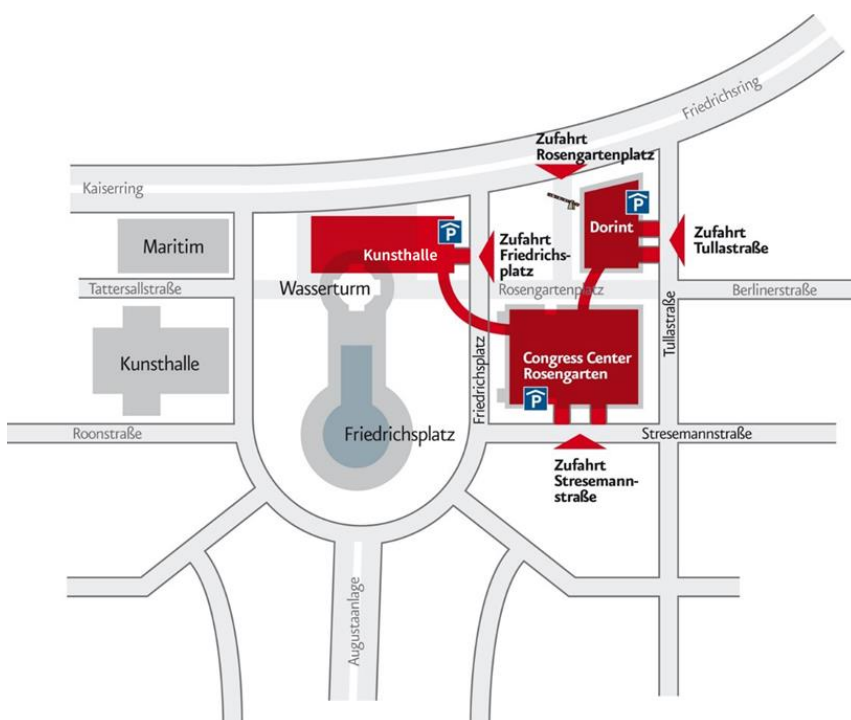 Friedrichsring
Zufahrt
Rosengartenplatz
Kaiserring
P
Maritim
Kunsthalle
P
Zufahrt
Friedrichs-
platz
Dorint
Zufahrt
Tullastraße
Tattersallstraße
Wasserturm
Rosengartenplatz
Berlinerstraße
Kunsthalle
Friedrichsplatz
Congress Center
Rosengarten
P
Tullastraße
Roonstraße
Friedrichsplatz
Stresemannstraße
Zufahrt
Stresemann-
straße
Augustaanlage